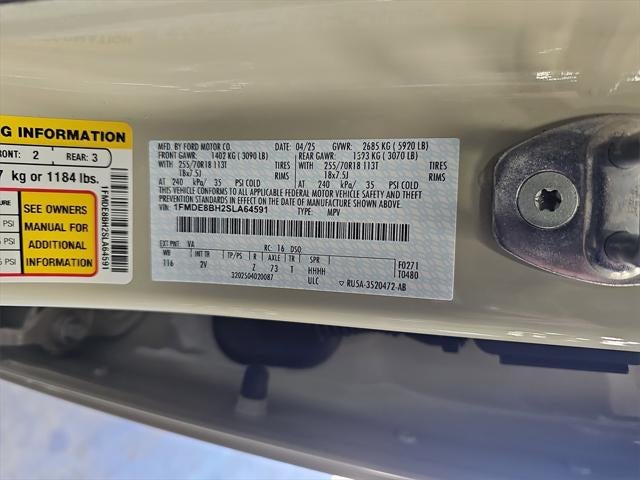 G INFORMATION
FRONT: 2 REAR: 3
7 kg or 1184 lbs.
PSI
PSI
PSI
SEE OWNERS
MANUAL FOR
ADDITIONAL
INFORMATION
1FMDE8BH2SLA64591
MFD. BY FORD MOTOR CO. 04/25 GVWR: 2685 KG ( 5920 LB)
FRONT GAWR: 1402 KG ( 3090 LB) REAR GAWR: 1393 KG ( 3070 LB)
255/70R18 113T TIRES 255/70R18 113T TIRES
18x7.5J RIMS 18x7.5J RIMS
AT 240 kPa/ 35 PSI COLD AT 240 kPa/ 35 PSI COLD
THIS VEHICLE CONFORMS TO ALL APPLICABLE FEDERAL MOTOR VEHICLE SAFETY AND THEFT
PREVENTION STANDARDS IN EFFECT ON THE DATE OF MANUFACTURE SHOWN ABOVE.
VIN: 1FMDE8BH2SLA64591 TYPE: MPV
EXT PNT: VA RC: 16 DSO:
WB INT TR TP/PS R AXLE TR SPR F0271
116 2V Z 73 T HHHH T0480
3202504020087 ULC RU5A-3520472-AB